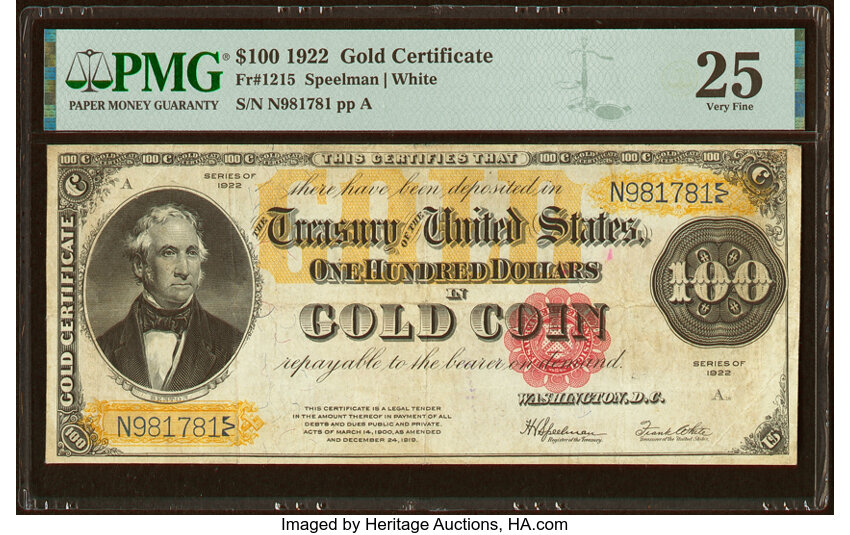 PMG®
PAPER MONEY GUARANTY
$100 1922 Gold Certificate
Fr#1215 Speelman | White
S/N N981781 pp A
25
Very Fine
100 C
THIS CERTIFIES THAT
100 C
100
A
SERIES OF
1922
GOLD
there have been deposited in
N981781
THE Treasury OF THE United States.
ONE HUNDRED DOLLARS
IN
GOLD COIN
repayable to the bearer on demand.
100
GOLD CERTIFICATE
BENTON
SERIES OF
1922
WASHINGTON, D.C.
A
N981781
THIS CERTIFICATE IS A LEGAL TENDER
IN THE AMOUNT THEREOF IN PAYMENT OF ALL
DEBTS AND DUES PUBLIC AND PRIVATE.
ACTS OF MARCH 14, 1900, AS AMENDED
AND DECEMBER 24, 1919.
H V Speelman
Register of the Treasury.
Frank White
Treasurer of the United States.
100
Imaged by Heritage Auctions, HA.com